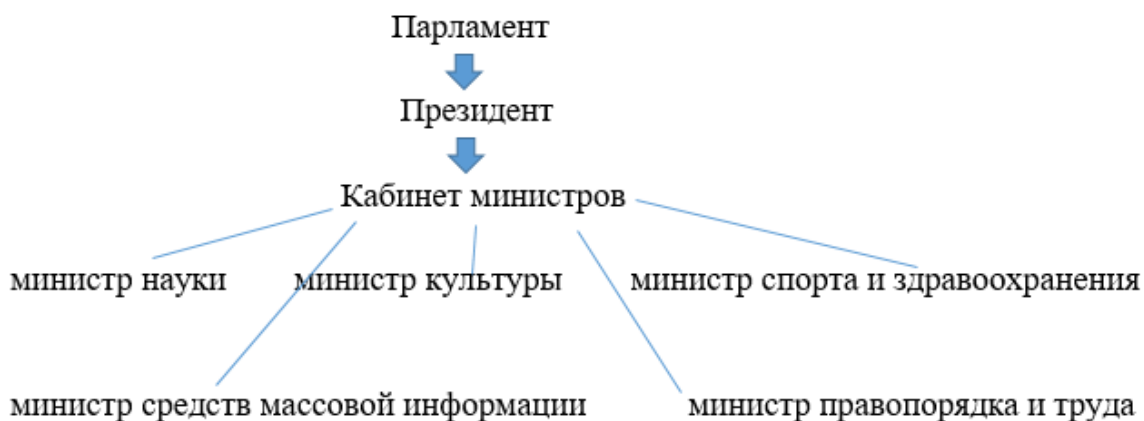 Парламент
Президент
Кабинет министров
министр науки
министр культуры
министр спорта и здравоохранения
министр средств массовой информации
министр правопорядка и труда